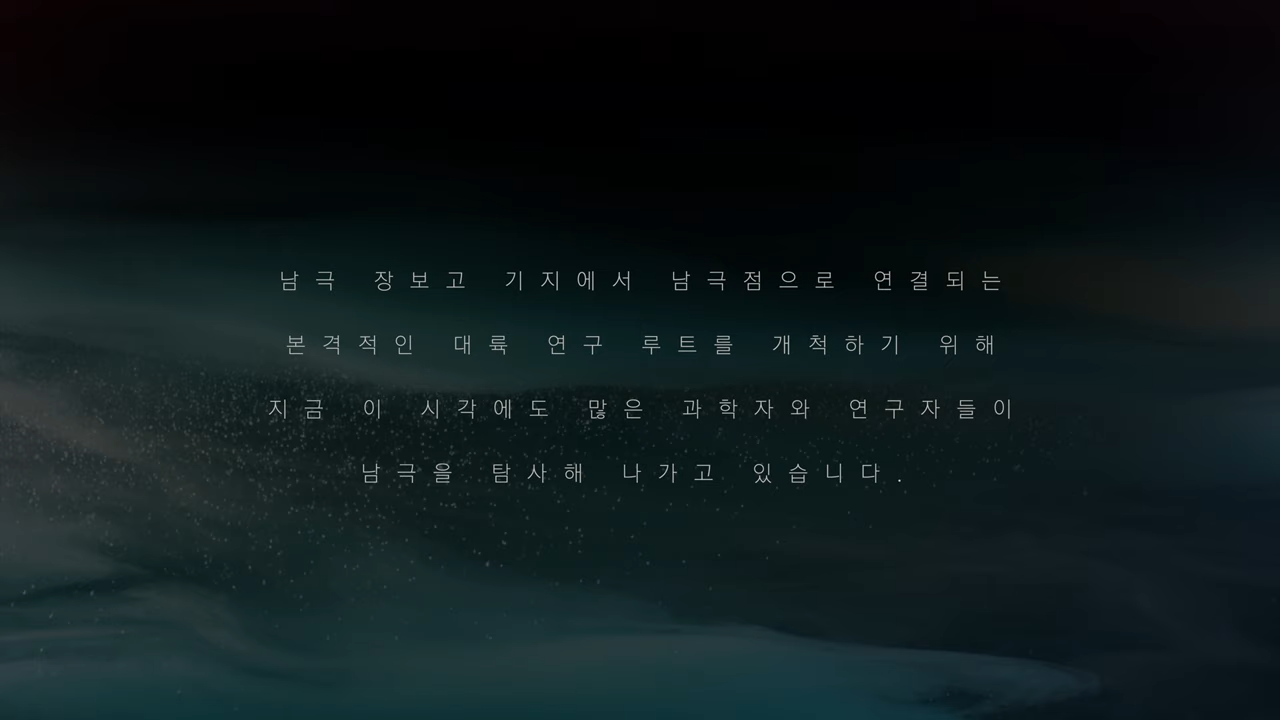 남극 장보고 기지에서 남극점으로 연결되는
본격적인 대륙 연구 루트를 개척하기 위해
지금 이 시각에도 많은 과학자와 연구자들이
남극을 탐사해 나가고 있습니다.